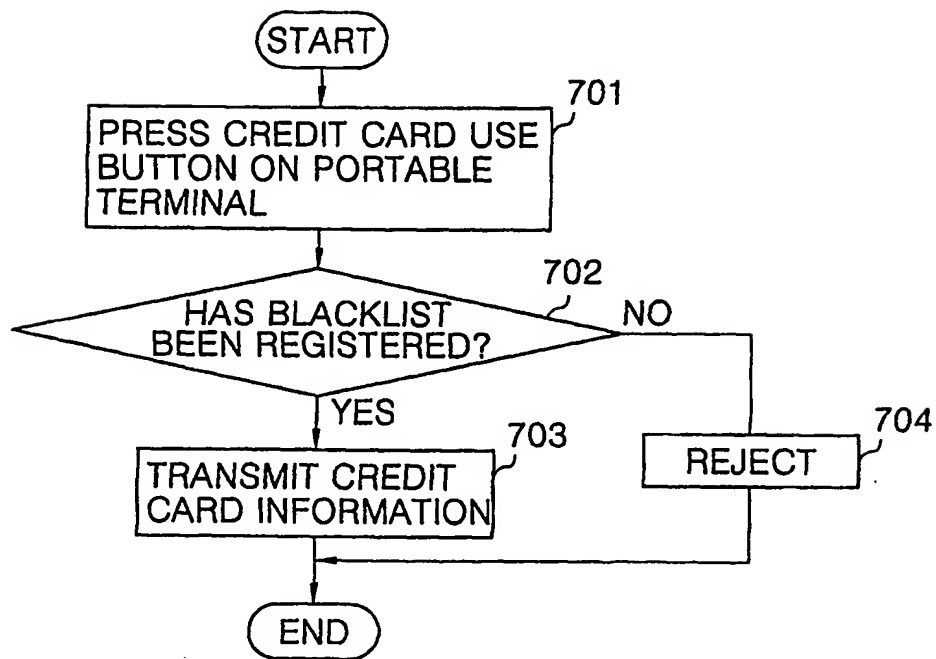 START
701
PRESS CREDIT CARD USE
BUTTON ON PORTABLE
TERMINAL
702
HAS BLACKLIST
BEEN REGISTERED?
NO
YES
703
TRANSMIT CREDIT
CARD INFORMATION
704
REJECT
END